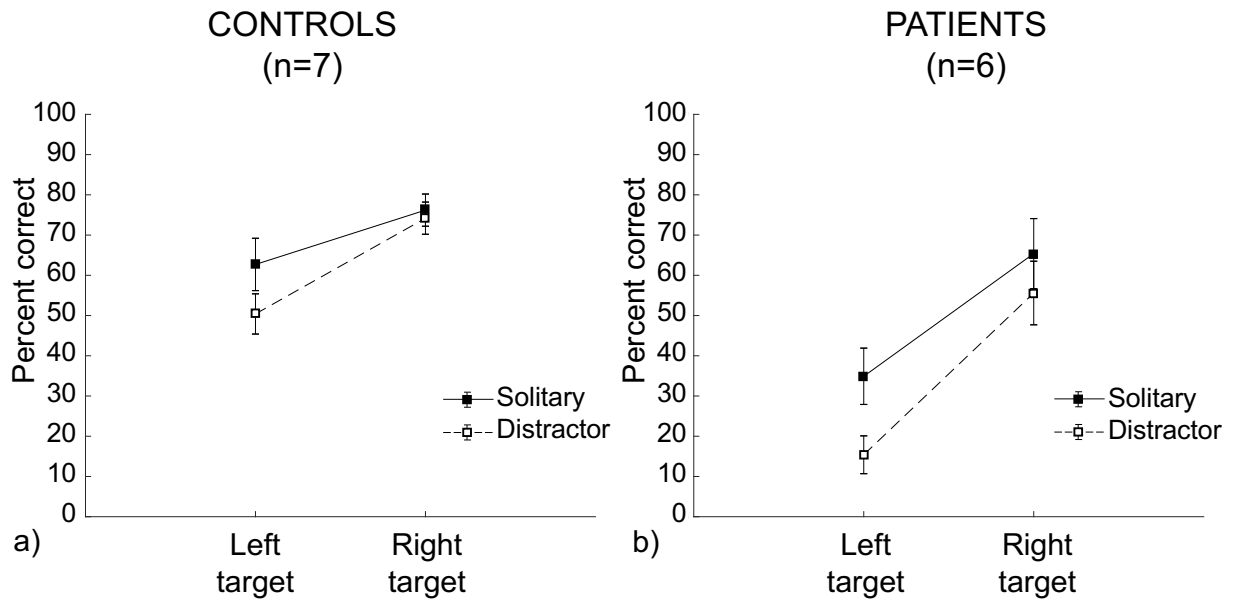 CONTROLS
(n=7)
Percent correct
100
90
80
70
60
50
40
30
20
10
0
Solitary
Distractor
Left
target
Right
target
a)
PATIENTS
(n=6)
Percent correct
100
90
80
70
60
50
40
30
20
10
0
Solitary
Distractor
Left
target
Right
target
b)